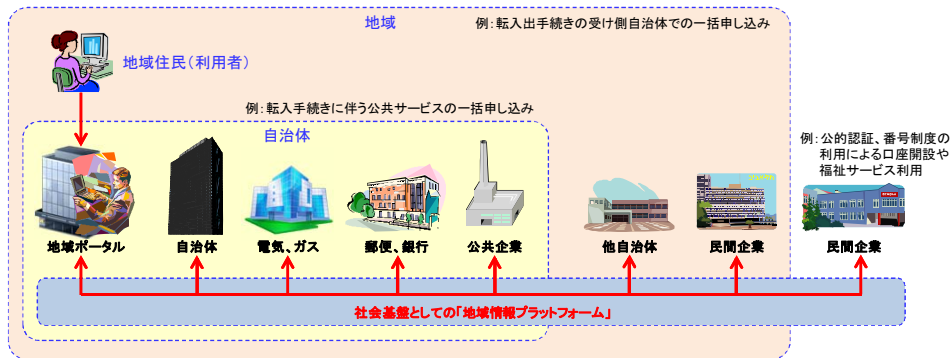 地域
例:転入出手続きの受け側自治体での一括申し込み
地域住民(利用者)
例:転入手続きに伴う公共サービスの一括申し込み
自治体
例:公的認証、番号制度の
利用による口座開設や
福祉サービス利用
地域ポータル
自治体
電気、ガス
郵便、銀行
公共企業
他自治体
民間企業
民間企業
社会基盤としての「地域情報プラットフォーム」